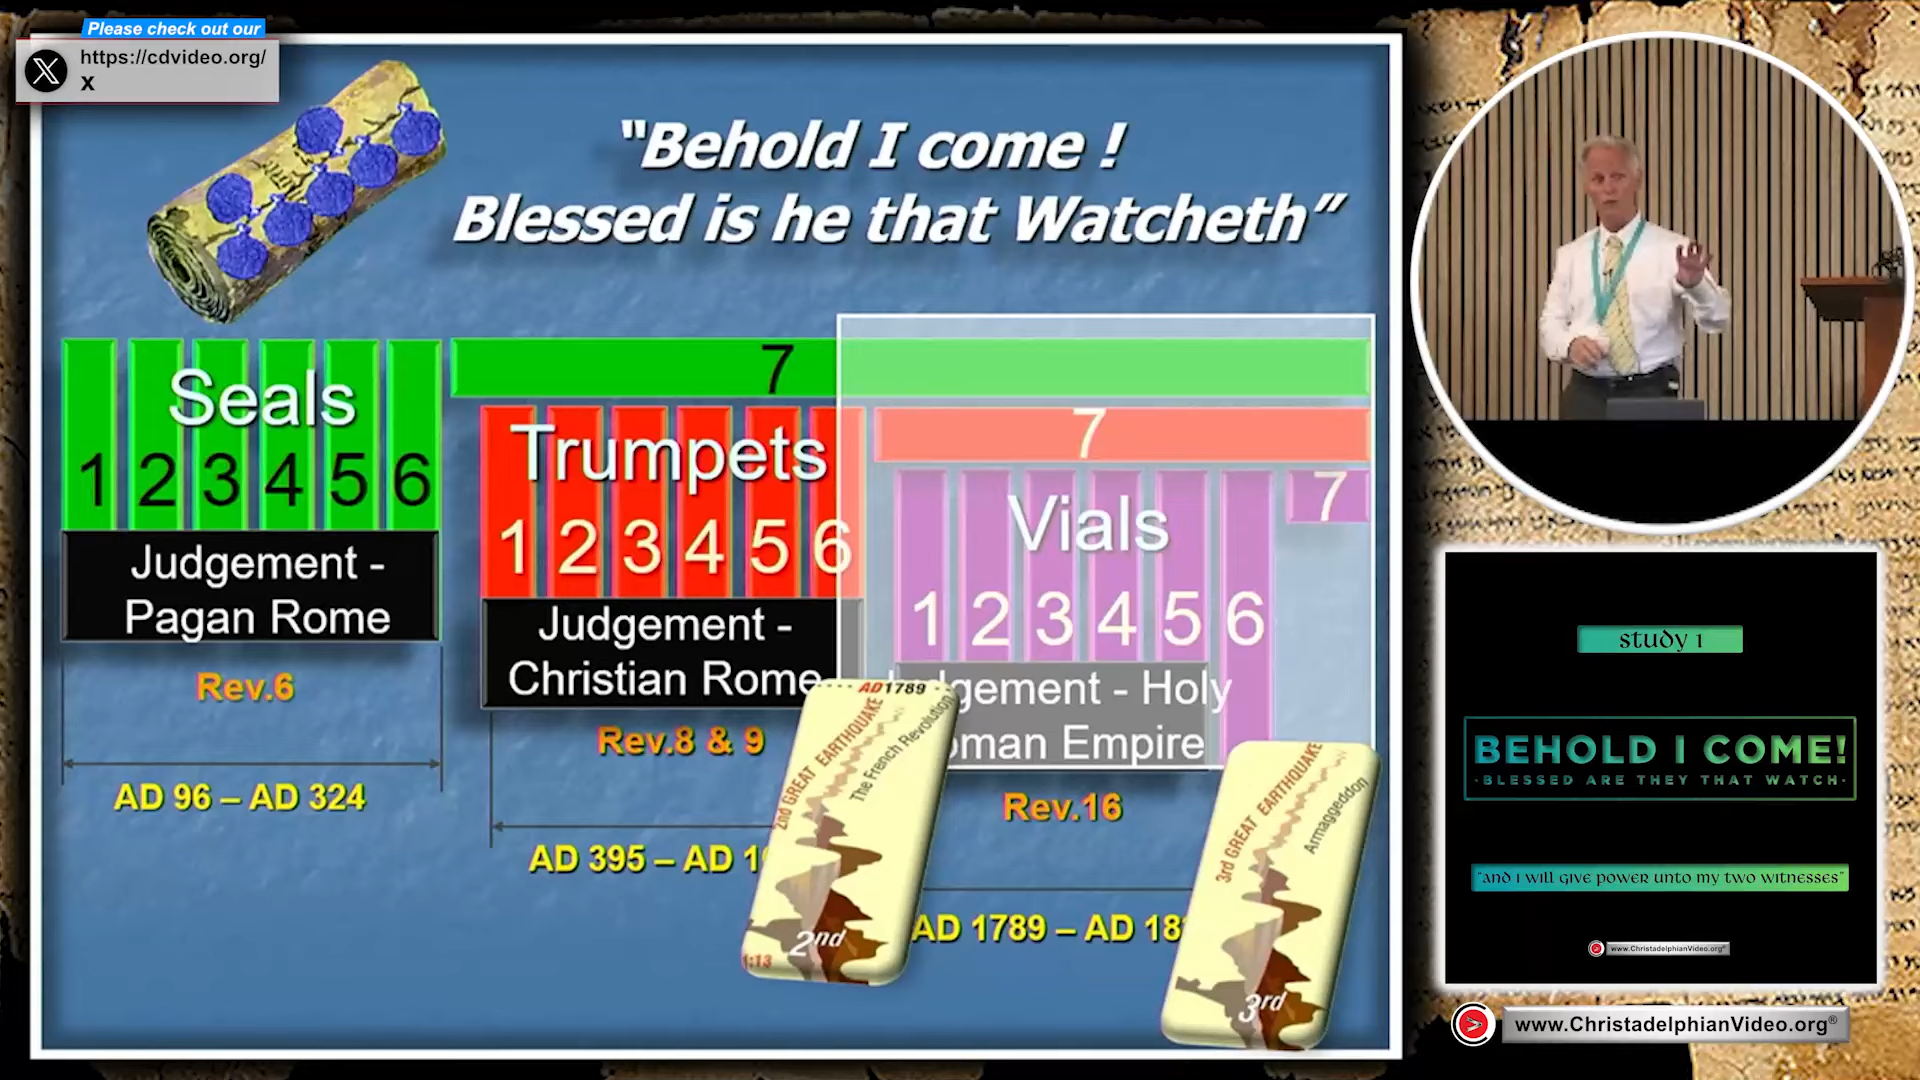 Please check out our
https://cdvideo.org/
x
“Behold I come !
Blessed is he that Watcheth”
Seals
1 2 3 4 5 6
Judgement -
Pagan Rome
Rev.6
AD 96 – AD 324
7
Trumpets
1 2 3 4 5 6
Judgement -
Christian Rome
Rev.8 & 9
AD 395 – AD
7
Vials
1 2 3 4 5 6
7
Holy
Empire
Rev.16
AD 1789 – AD
AD1789
2nd GREAT EARTHQUAKE
The French Revolution
2nd
3rd GREAT EARTHQUAKE
Armageddon
3rd
study 1
BEHOLD I COME!
·BLESSED ARE THEY THAT WATCH·
"and I will give power unto my two witnesses"
www.ChristadelphianVideo.org®
www.ChristadelphianVideo.org®